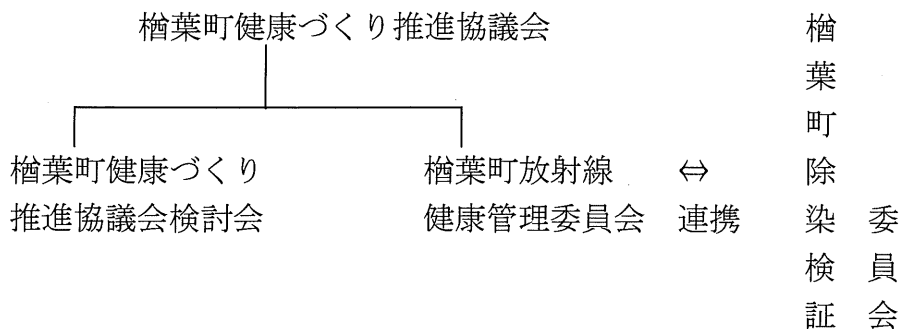 楢葉町健康づくり推進協議会
楢葉町健康づくり
推進協議会検討会
楢葉町放射線
健康管理委員会
⇔
連携
楢葉町除染検証
委員会